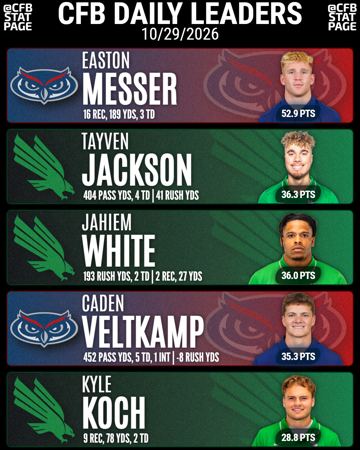 @CFB
STAT
PAGE
CFB DAILY LEADERS
10/29/2026
@CFB
STAT
PAGE
EASTON
MESSER
16 REC, 189 YDS, 3 TD
52.9 PTS
TAYVEN
JACKSON
404 PASS YDS, 4 TD | 41 RUSH YDS
36.3 PTS
JAHIEM
WHITE
193 RUSH YDS, 2 TD | 2 REC, 27 YDS
36.0 PTS
CADEN
VELTKAMP
452 PASS YDS, 5 TD, 1 INT | -8 RUSH YDS
35.3 PTS
KYLE
KOCH
9 REC, 78 YDS, 2 TD
28.8 PTS